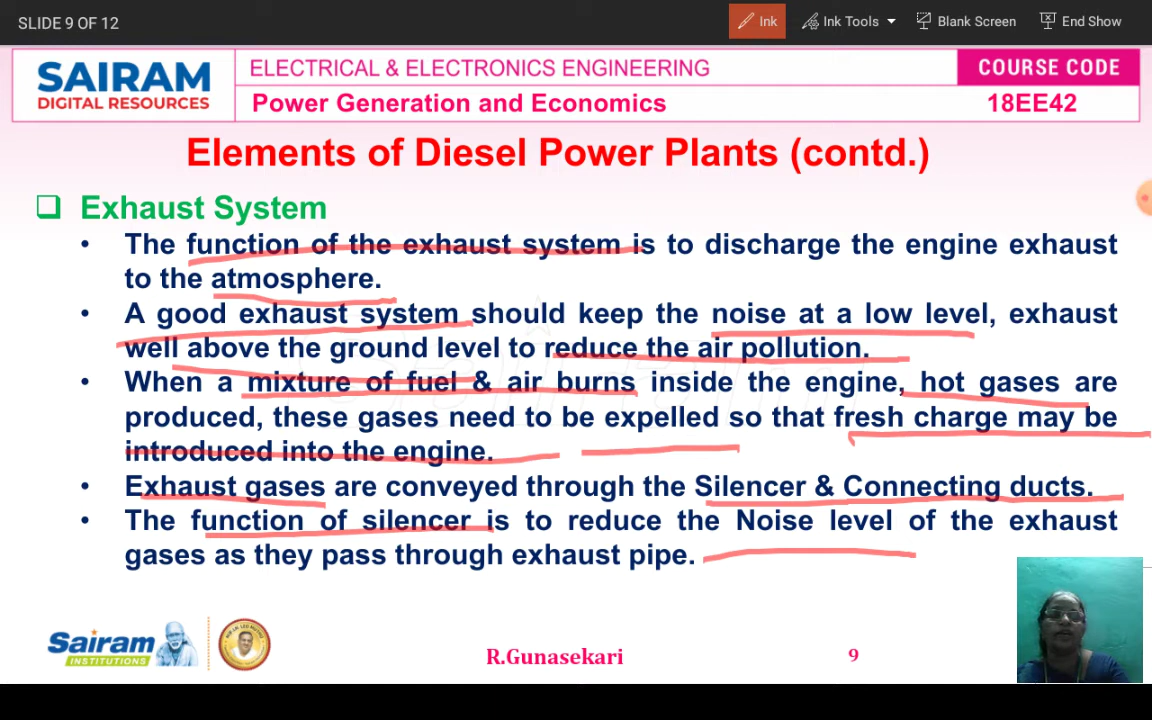 SLIDE 9 OF 12
Ink
Ink Tools
Blank Screen
End Show
SAIRAM
DIGITAL RESOURCES
ELECTRICAL & ELECTRONICS ENGINEERING
COURSE CODE
Power Generation and Economics
18EE42
Elements of Diesel Power Plants (contd.)
Exhaust System
• The function of the exhaust system is to discharge the engine exhaust
to the atmosphere.
• A good exhaust system should keep the noise at a low level, exhaust
well above the ground level to reduce the air pollution.
• When a mixture of fuel & air burns inside the engine, hot gases are
produced, these gases need to be expelled so that fresh charge may be
introduced into the engine.
• Exhaust gases are conveyed through the Silencer & Connecting ducts.
• The function of silencer is to reduce the Noise level of the exhaust
gases as they pass through exhaust pipe.
Sairam
INSTITUTIONS
R.Gunasekari
9